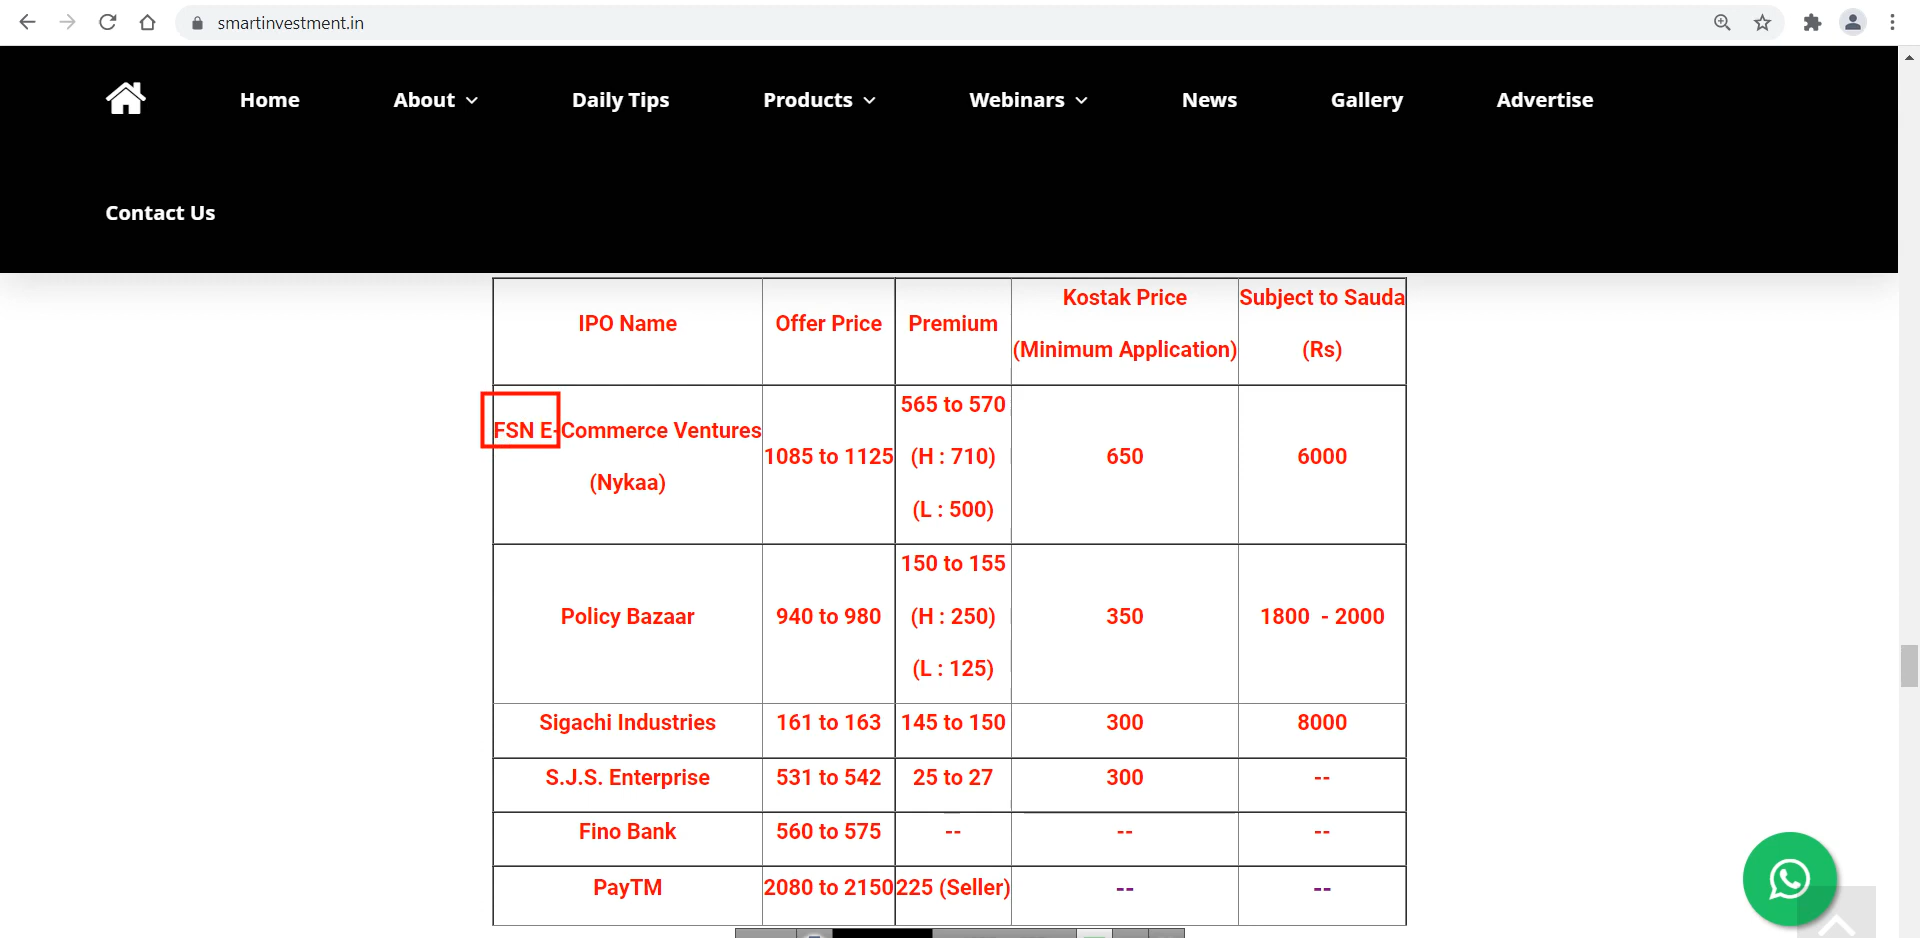 smartinvestment.in
Home About Daily Tips Products Webinars News Gallery Advertise
Contact Us
IPO Name Offer Price Premium Kostak Price (Minimum Application) Subject to Sauda (Rs)
FSN E-Commerce Ventures (Nykaa) 1085 to 1125 565 to 570 (H : 710) (L : 500) 650 6000
Policy Bazaar 940 to 980 150 to 155 (H : 250) (L : 125) 350 1800 - 2000
Sigachi Industries 161 to 163 145 to 150 300 8000
S.J.S. Enterprise 531 to 542 25 to 27 300 --
Fino Bank 560 to 575 -- -- --
PayTM 2080 to 2150 225 (Seller) -- --